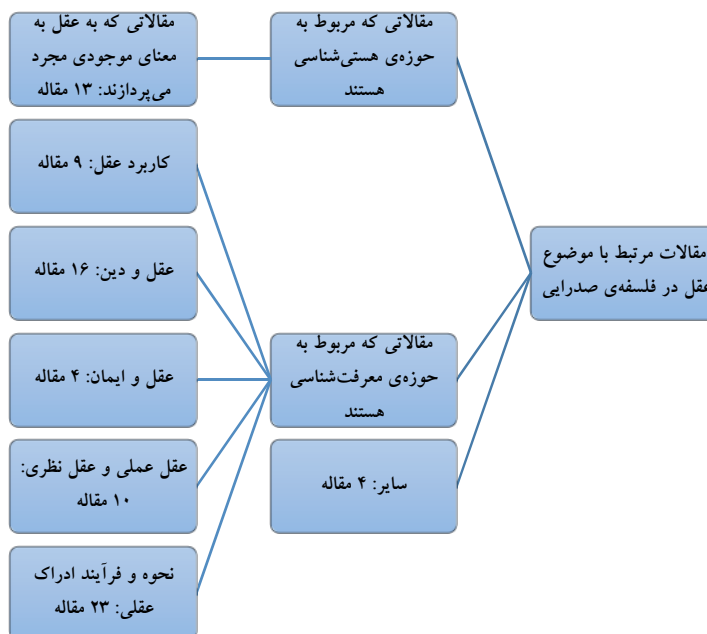 مقالات مرتبط با موضوع
عقل در فلسفه‌ی صدرایی
مقالاتی که مربوط به
حوزه‌ی هستی‌شناسی
هستند
مقالاتی که به عقل به
معنای موجودی مجرد
می‌پردازند: ۱۳ مقاله
مقالاتی که مربوط به
حوزه‌ی معرفت‌شناسی
هستند
کاربرد عقل: ۹ مقاله
عقل و دین: ۱۶ مقاله
عقل و ایمان: ۴ مقاله
عقل عملی و عقل نظری:
۱۰ مقاله
نحوه و فرآیند ادراک
عقلی: ۲۳ مقاله
سایر: ۴ مقاله